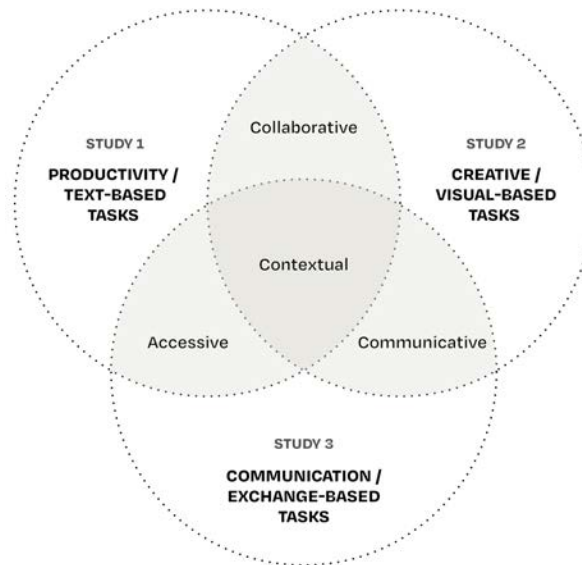 Collaborative
STUDY 1
PRODUCTIVITY /
TEXT-BASED
TASKS
STUDY 2
CREATIVE /
VISUAL-BASED
TASKS
Contextual
Accessive
Communicative
STUDY 3
COMMUNICATION /
EXCHANGE-BASED
TASKS